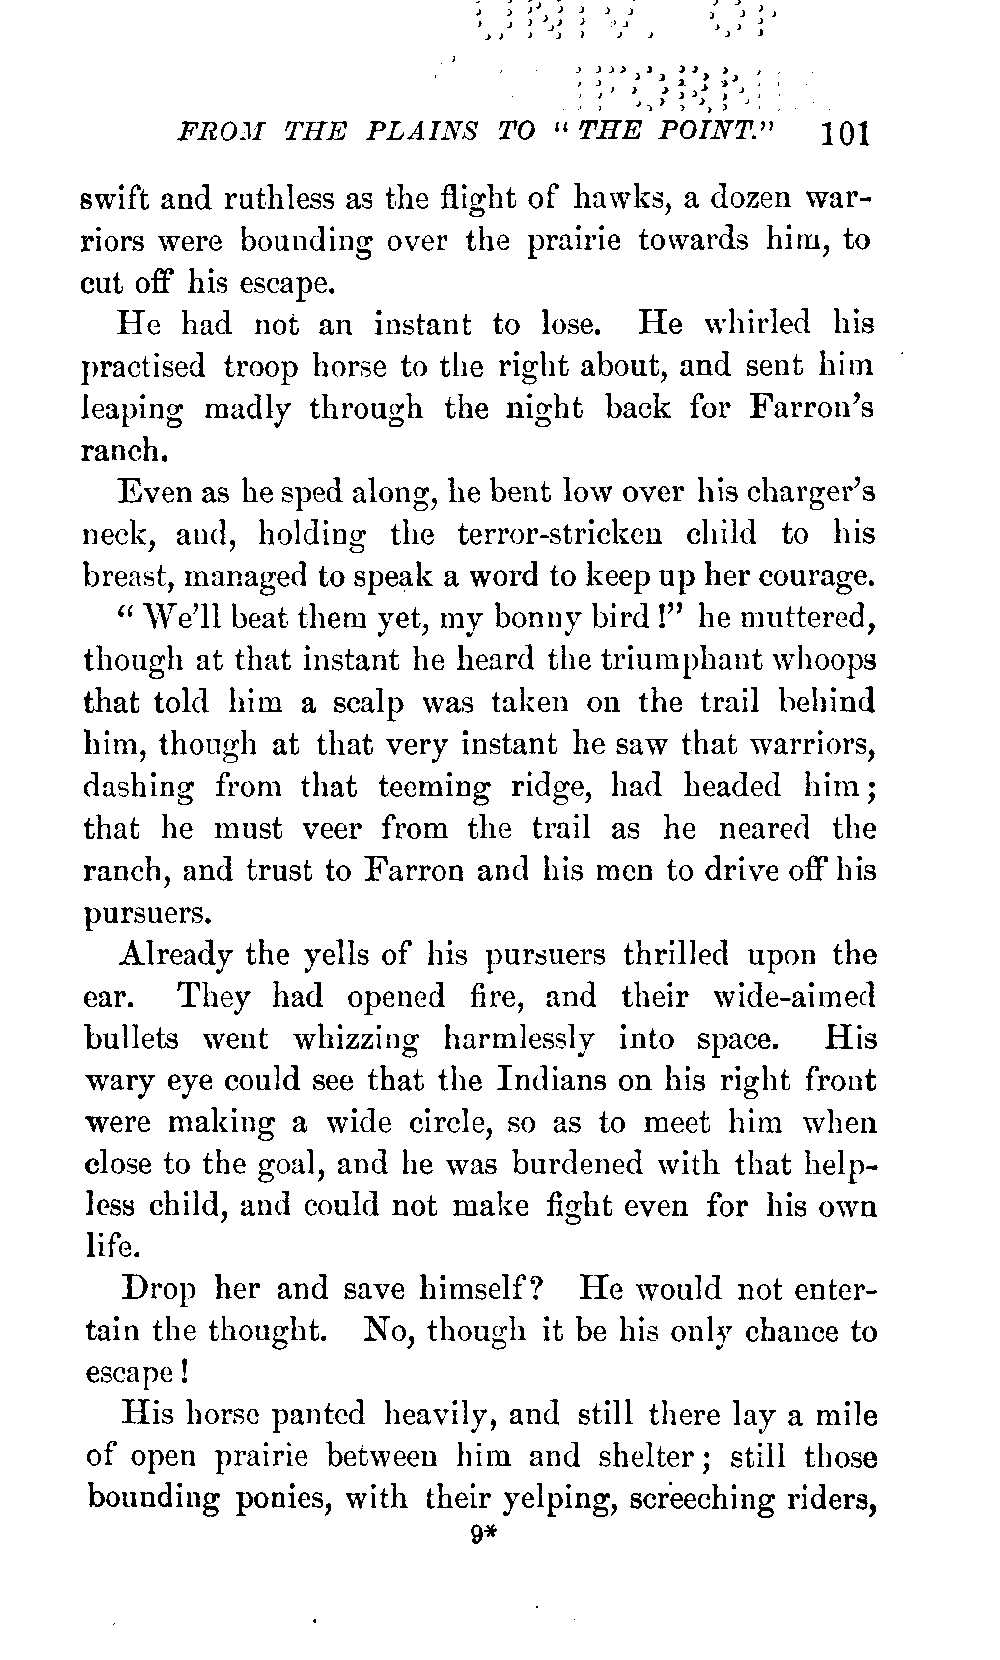 UNIV. OF
FROM THE PLAINS TO "THE POINT." 101
swift and ruthless as the flight of hawks, a dozen war-
riors were bounding over the prairie towards him, to
cut off his escape.
He had not an instant to lose. He whirled his
practised troop horse to the right about, and sent him
leaping madly through the night back for Farron's
ranch.
Even as he sped along, he bent low over his charger's
neck, and, holding the terror-stricken child to his
breast, managed to speak a word to keep up her courage.
"We'll beat them yet, my bonny bird!" he muttered,
though at that instant he heard the triumphant whoops
that told him a scalp was taken on the trail behind
him, though at that very instant he saw that warriors,
dashing from that teeming ridge, had headed him;
that he must veer from the trail as he neared the
ranch, and trust to Farron and his men to drive off his
pursuers.
Already the yells of his pursuers thrilled upon the
ear. They had opened fire, and their wide-aimed
bullets went whizzing harmlessly into space. His
wary eye could see that the Indians on his right front
were making a wide circle, so as to meet him when
close to the goal, and he was burdened with that help-
less child, and could not make fight even for his own
life.
Drop her and save himself? He would not enter-
tain the thought. No, though it be his only chance to
escape!
His horse panted heavily, and still there lay a mile
of open prairie between him and shelter; still those
bounding ponies, with their yelping, screeching riders,
9*